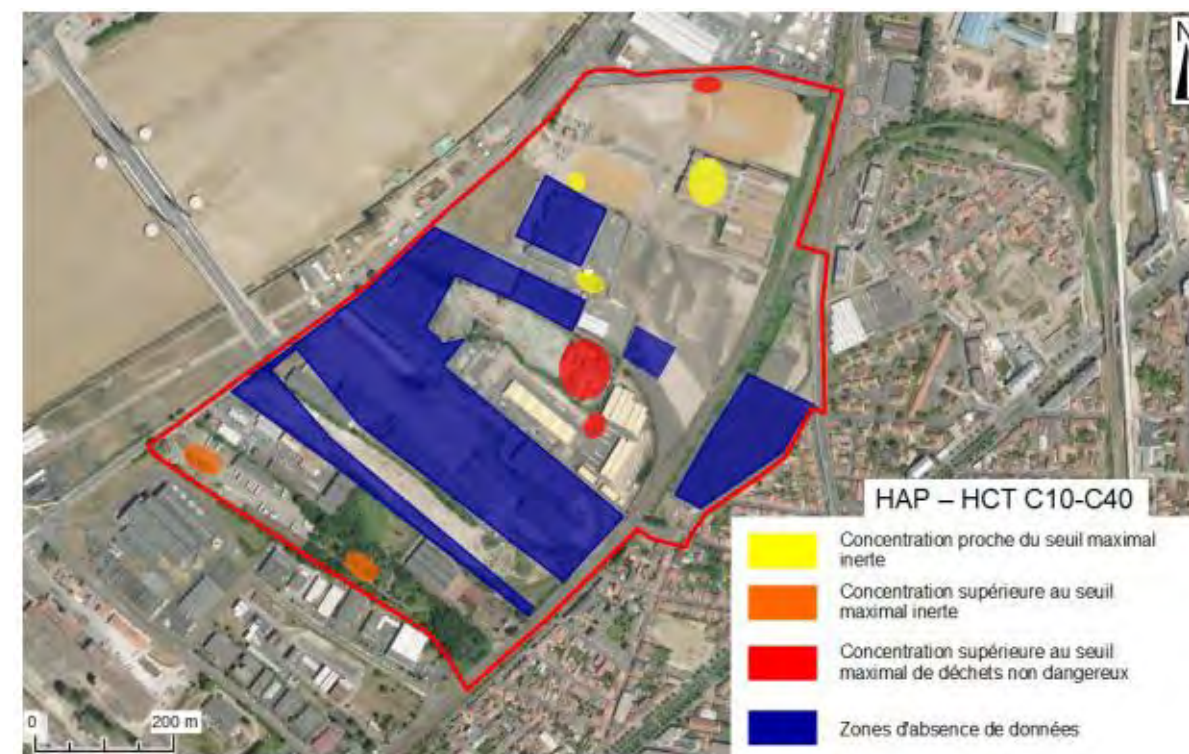 N
HAP – HCT C10-C40
Concentration proche du seuil maximal
inerte
Concentration supérieure au seuil
maximal inerte
Concentration supérieure au seuil
maximal de déchets non dangereux
Zones d'absence de données
0
200 m